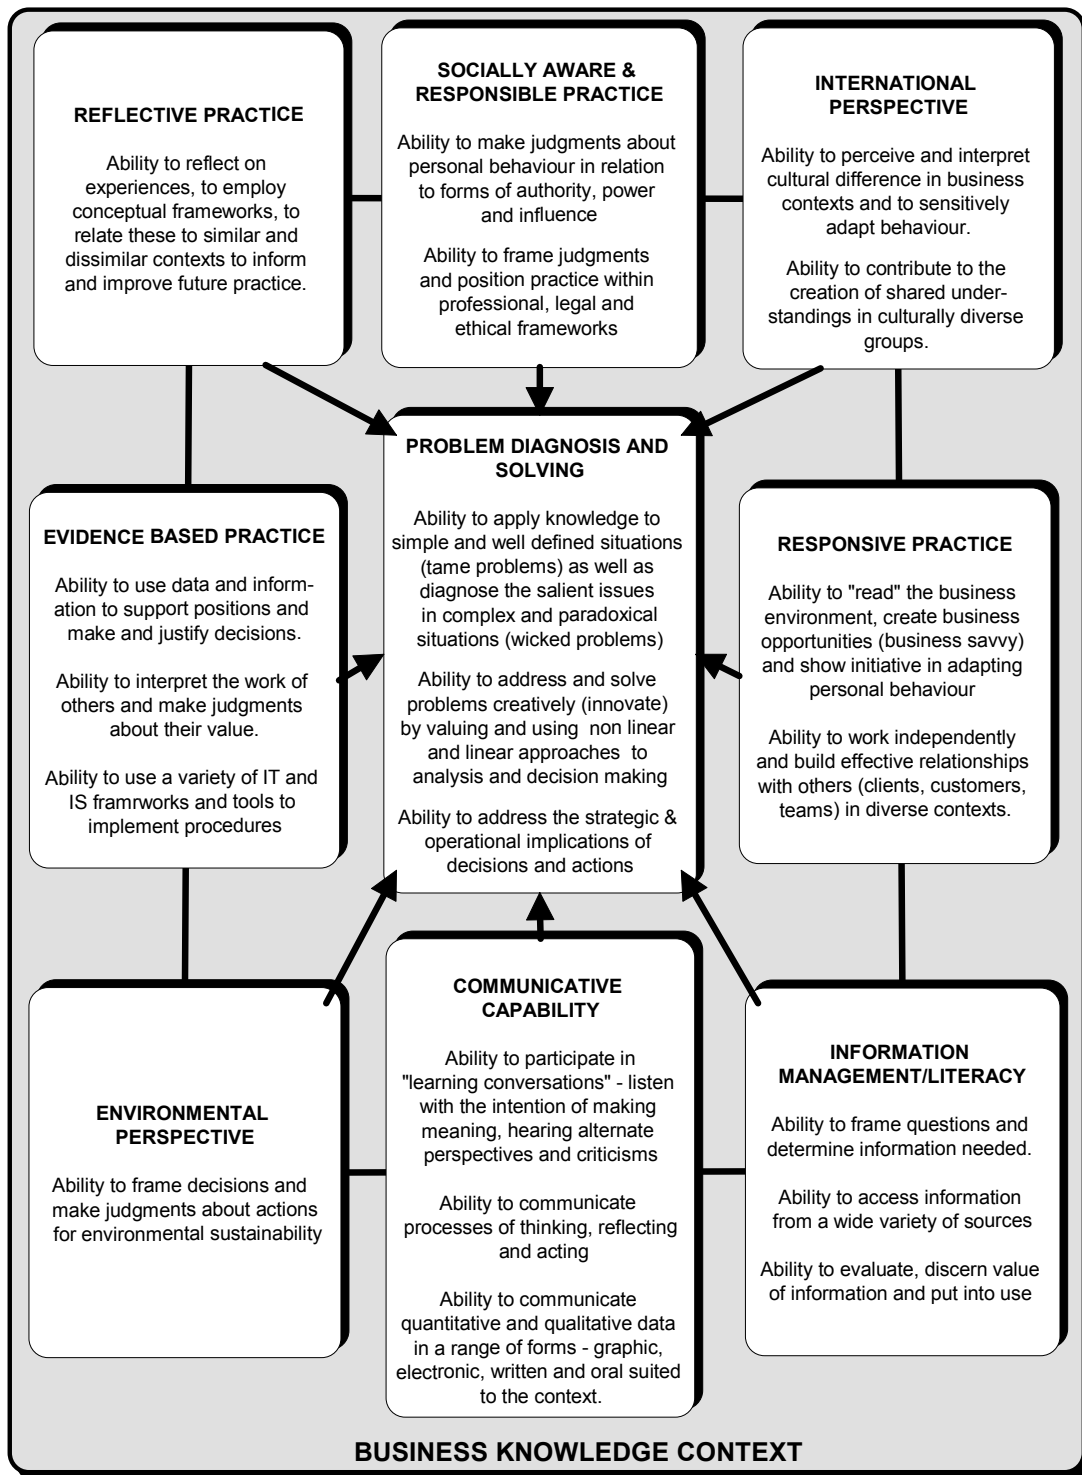 REFLECTIVE PRACTICE
Ability to reflect on
experiences, to employ
conceptual frameworks, to
relate these to similar and
dissimilar contexts to inform
and improve future practice.
SOCIALLY AWARE &
RESPONSIBLE PRACTICE
Ability to make judgments about
personal behaviour in relation
to forms of authority, power
and influence
Ability to frame judgments
and position practice within
professional, legal and
ethical frameworks
INTERNATIONAL
PERSPECTIVE
Ability to perceive and interpret
cultural difference in business
contexts and to sensitively
adapt behaviour.
Ability to contribute to the
creation of shared under-
standings in culturally diverse
groups.
EVIDENCE BASED PRACTICE
Ability to use data and inform-
ation to support positions and
make and justify decisions.
Ability to interpret the work of
others and make judgments
about their value.
Ability to use a variety of IT and
IS framrworks and tools to
implement procedures
PROBLEM DIAGNOSIS AND
SOLVING
Ability to apply knowledge to
simple and well defined situations
(tame problems) as well as
diagnose the salient issues
in complex and paradoxical
situations (wicked problems)
Ability to address and solve
problems creatively (innovate)
by valuing and using non linear
and linear approaches to
analysis and decision making
Ability to address the strategic &
operational implications of
decisions and actions
RESPONSIVE PRACTICE
Ability to "read" the business
environment, create business
opportunities (business savvy)
and show initiative in adapting
personal behaviour
Ability to work independently
and build effective relationships
with others (clients, customers,
teams) in diverse contexts.
ENVIRONMENTAL
PERSPECTIVE
Ability to frame decisions and
make judgments about actions
for environmental sustainability
COMMUNICATIVE
CAPABILITY
Ability to participate in
"learning conversations" - listen
with the intention of making
meaning, hearing alternate
perspectives and criticisms
Ability to communicate
processes of thinking, reflecting
and acting
Ability to communicate
quantitative and qualitative data
in a range of forms - graphic,
electronic, written and oral suited
to the context.
INFORMATION
MANAGEMENT/LITERACY
Ability to frame questions and
determine information needed.
Ability to access information
from a wide variety of sources
Ability to evaluate, discern value
of information and put into use
BUSINESS KNOWLEDGE CONTEXT